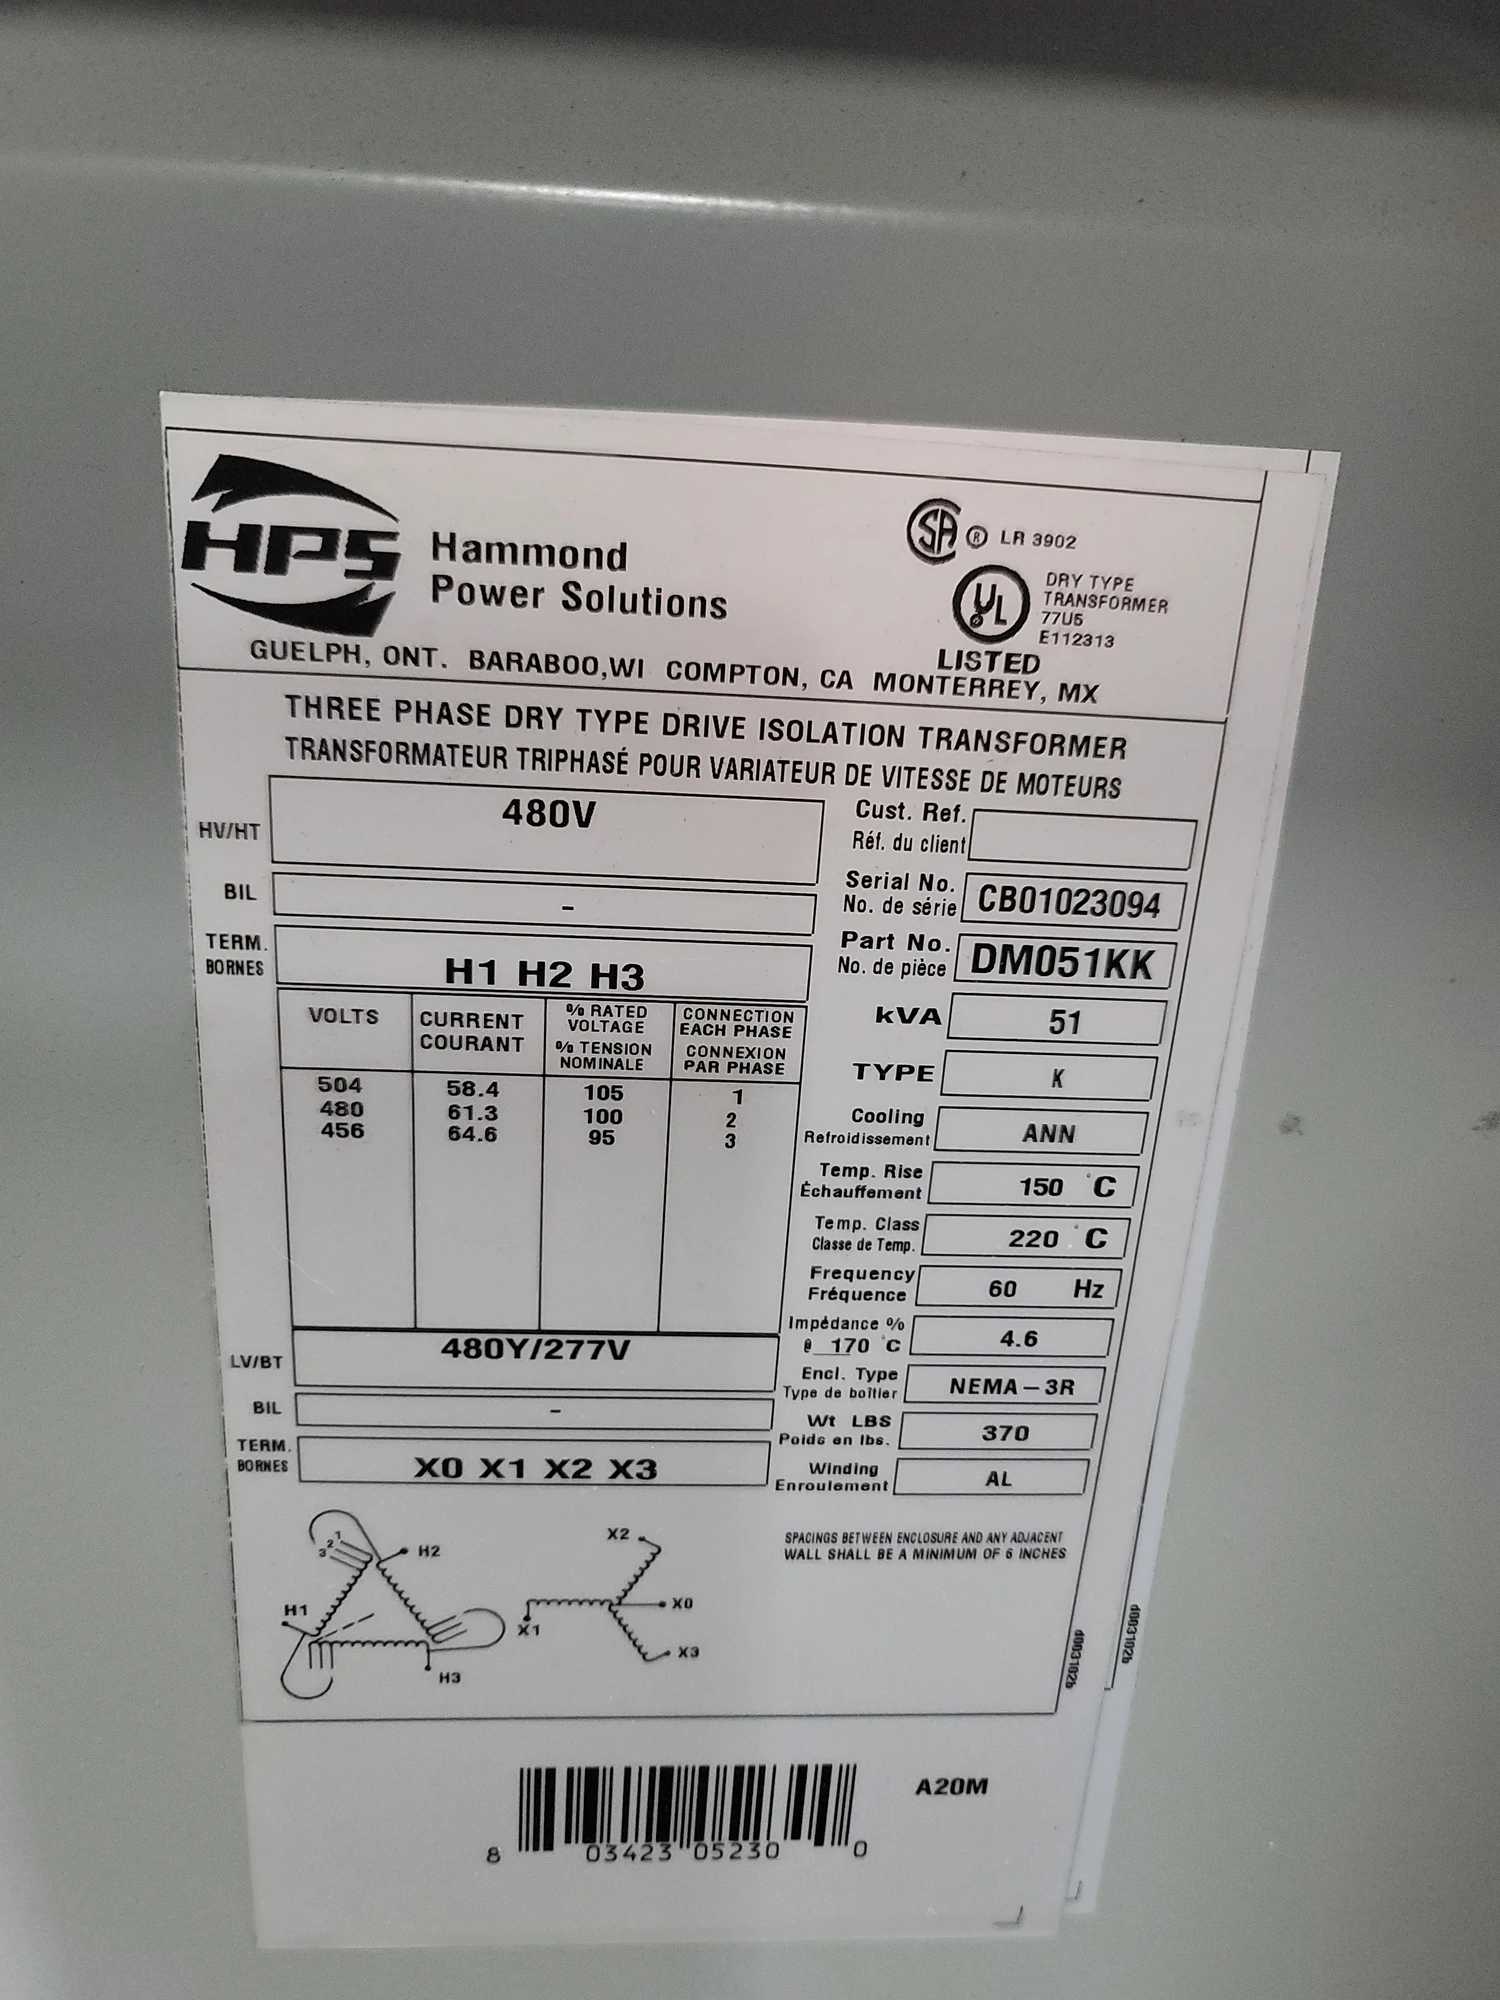 HPS
Hammond
Power Solutions
SA ® LR 3902
UL DRY TYPE
TRANSFORMER
77U5
E112313
LISTED
GUELPH, ONT. BARABOO,WI COMPTON, CA MONTERREY, MX
THREE PHASE DRY TYPE DRIVE ISOLATION TRANSFORMER
TRANSFORMATEUR TRIPHASÉ POUR VARIATEUR DE VITESSE DE MOTEURS
HV/HT 480V
BIL -
TERM.
BORNES H1 H2 H3
VOLTS CURRENT
COURANT % RATED
VOLTAGE
% TENSION
NOMINALE CONNECTION
EACH PHASE
CONNEXION
PAR PHASE
504 58.4 105 1
480 61.3 100 2
456 64.6 95 3
LV/BT 480Y/277V
BIL -
TERM.
BORNES X0 X1 X2 X3
Cust. Ref.
Réf. du client
Serial No.
No. de série CB01023094
Part No.
No. de pièce DM051KK
kVA 51
TYPE K
Cooling
Refroidissement ANN
Temp. Rise
Échauffement 150 °C
Temp. Class
Classe de Temp. 220 °C
Frequency
Fréquence 60 Hz
Impédance %
@ 170 °C 4.6
Encl. Type
Type de boîtier NEMA-3R
Wt LBS
Poids en lbs. 370
Winding
Enroulement AL
1
2
3
H2
H1
H3
X2
X0
X1
X3
SPACINGS BETWEEN ENCLOSURE AND ANY ADJACENT
WALL SHALL BE A MINIMUM OF 6 INCHES
d003102b
d003102b
A20M
8 03423 05230 0